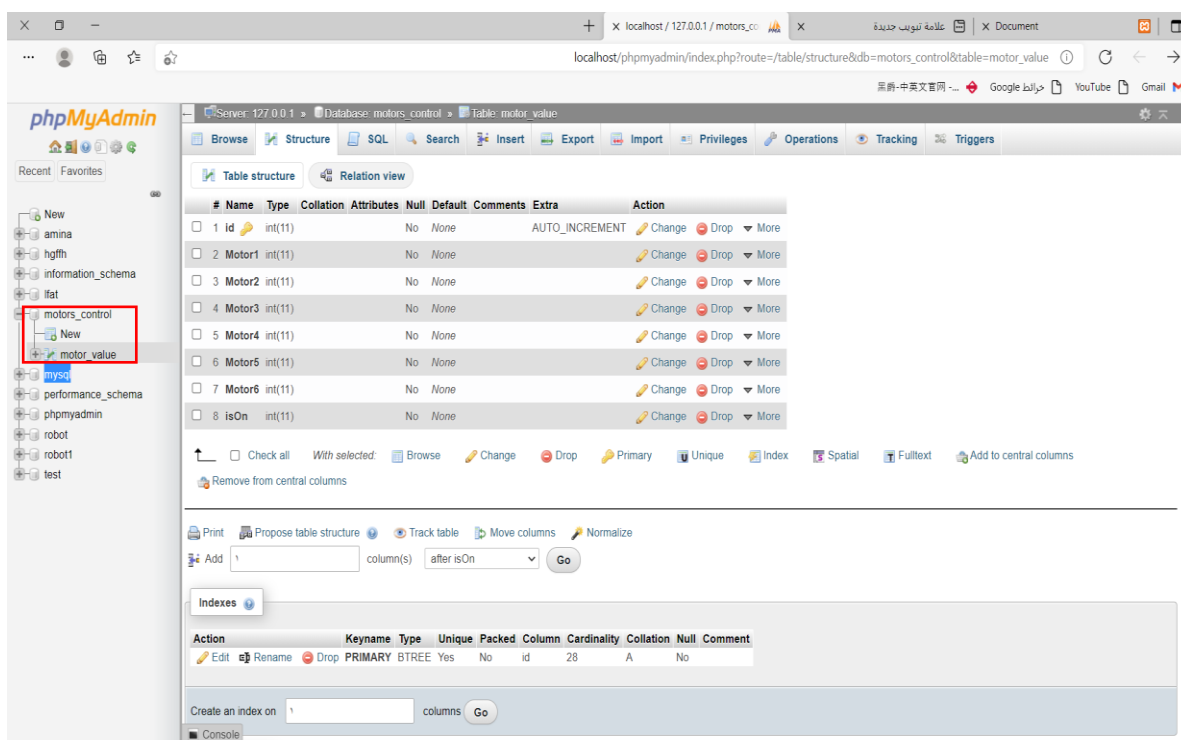 localhost / 127.0.0.1 / motors_co
علامة تبويب جديدة
Document
localhost/phpmyadmin/index.php?route=/table/structure&db=motors_control&table=motor_value
黑爵-中英文官网 -...
خرائط Google
YouTube
Gmail
phpMyAdmin
Recent Favorites
New
amina
hgffh
information_schema
lfat
motors_control
New
motor_value
mysql
performance_schema
phpmyadmin
robot
robot1
test
Server: 127.0.0.1 » Database: motors_control » Table: motor_value
Browse Structure SQL Search Insert Export Import Privileges Operations Tracking Triggers
Table structure Relation view
# Name Type Collation Attributes Null Default Comments Extra Action
1 id int(11) No None AUTO_INCREMENT Change Drop More
2 Motor1 int(11) No None Change Drop More
3 Motor2 int(11) No None Change Drop More
4 Motor3 int(11) No None Change Drop More
5 Motor4 int(11) No None Change Drop More
6 Motor5 int(11) No None Change Drop More
7 Motor6 int(11) No None Change Drop More
8 isOn int(11) No None Change Drop More
Check all With selected: Browse Change Drop Primary Unique Index Spatial Fulltext Add to central columns
Remove from central columns
Print Propose table structure Track table Move columns Normalize
Add ١ column(s) after isOn Go
Indexes
Action Keyname Type Unique Packed Column Cardinality Collation Null Comment
Edit Rename Drop PRIMARY BTREE Yes No id 28 A No
Create an index on ١ columns Go
Console